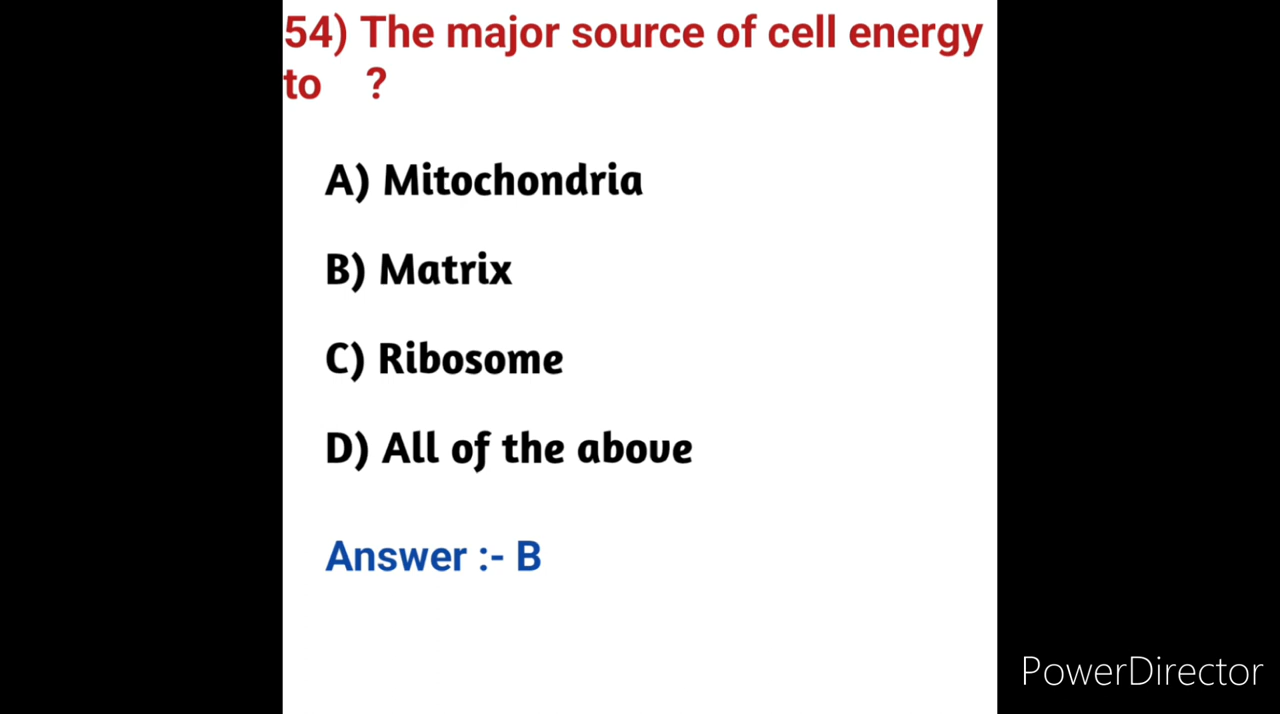 54) The major source of cell energy
to ?
A) Mitochondria
B) Matrix
C) Ribosome
D) All of the above
Answer :- B
PowerDirector